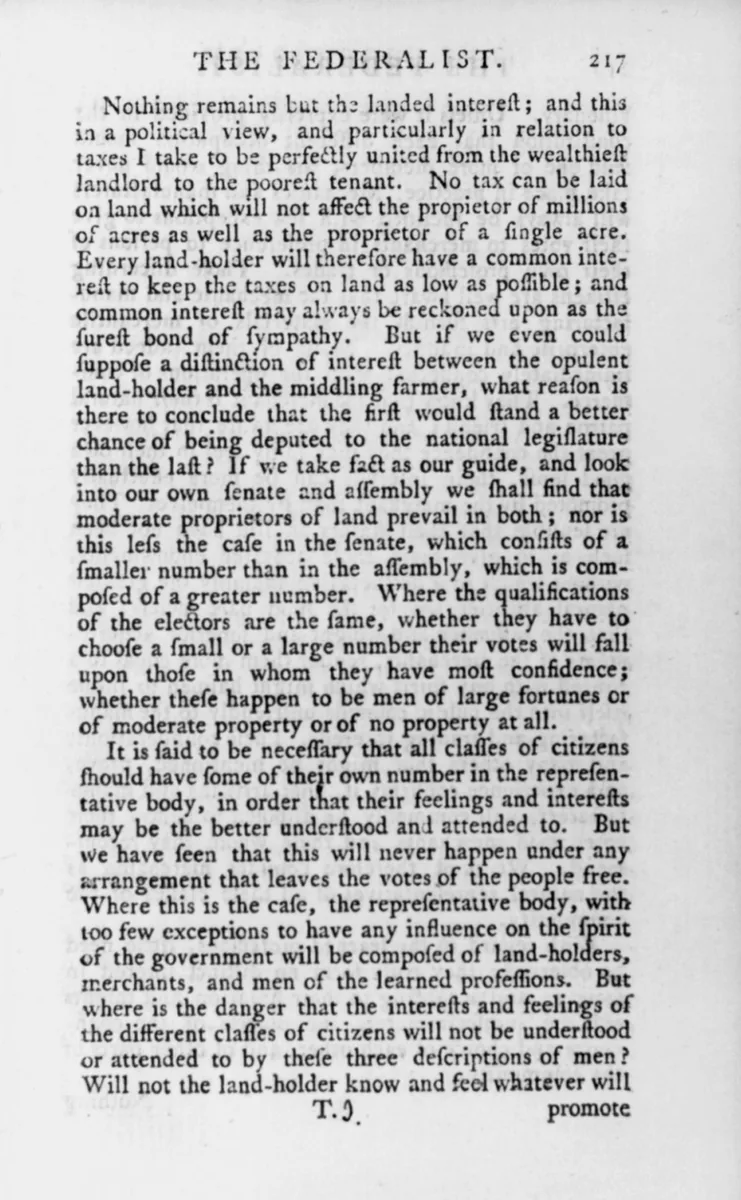 THE FEDERALIST. 217
Nothing remains but the landed intereſt; and this
in a political view, and particularly in relation to
taxes I take to be perfectly united from the wealthieſt
landlord to the pooreſt tenant. No tax can be laid
on land which will not affect the propietor of millions
of acres as well as the proprietor of a ſingle acre.
Every land-holder will therefore have a common inte-
reſt to keep the taxes on land as low as poſſible; and
common intereſt may always be reckoned upon as the
ſureſt bond of ſympathy. But if we even could
ſuppoſe a diſtinction of intereſt between the opulent
land-holder and the middling farmer, what reaſon is
there to conclude that the firſt would ſtand a better
chance of being deputed to the national legiſlature
than the laſt? If we take fact as our guide, and look
into our own ſenate and aſſembly we ſhall find that
moderate proprietors of land prevail in both; nor is
this leſs the caſe in the ſenate, which conſiſts of a
ſmaller number than in the aſſembly, which is com-
poſed of a greater number. Where the qualifications
of the electors are the ſame, whether they have to
chooſe a ſmall or a large number their votes will fall
upon thoſe in whom they have moſt confidence;
whether theſe happen to be men of large fortunes or
of moderate property or of no property at all.
It is ſaid to be neceſſary that all claſſes of citizens
ſhould have ſome of their own number in the repreſen-
tative body, in order that their feelings and intereſts
may be the better underſtood and attended to. But
we have ſeen that this will never happen under any
arrangement that leaves the votes of the people free.
Where this is the caſe, the repreſentative body, with
too few exceptions to have any influence on the ſpirit
of the government will be compoſed of land-holders,
merchants, and men of the learned profeſſions. But
where is the danger that the intereſts and feelings of
the different claſſes of citizens will not be underſtood
or attended to by theſe three deſcriptions of men?
Will not the land-holder know and feel whatever will
T. promote